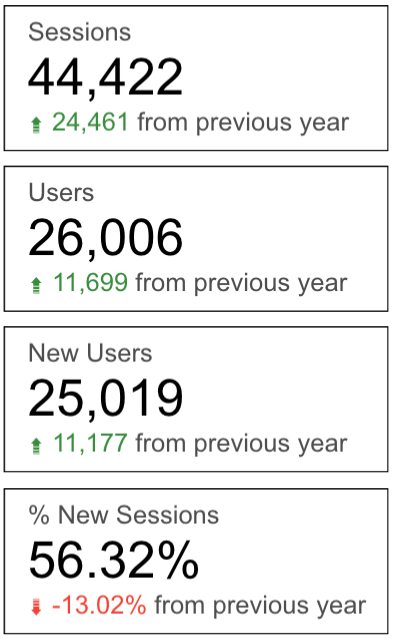 Sessions
44,422
24,461 from previous year
Users
26,006
11,699 from previous year
New Users
25,019
11,177 from previous year
% New Sessions
56.32%
-13.02% from previous year